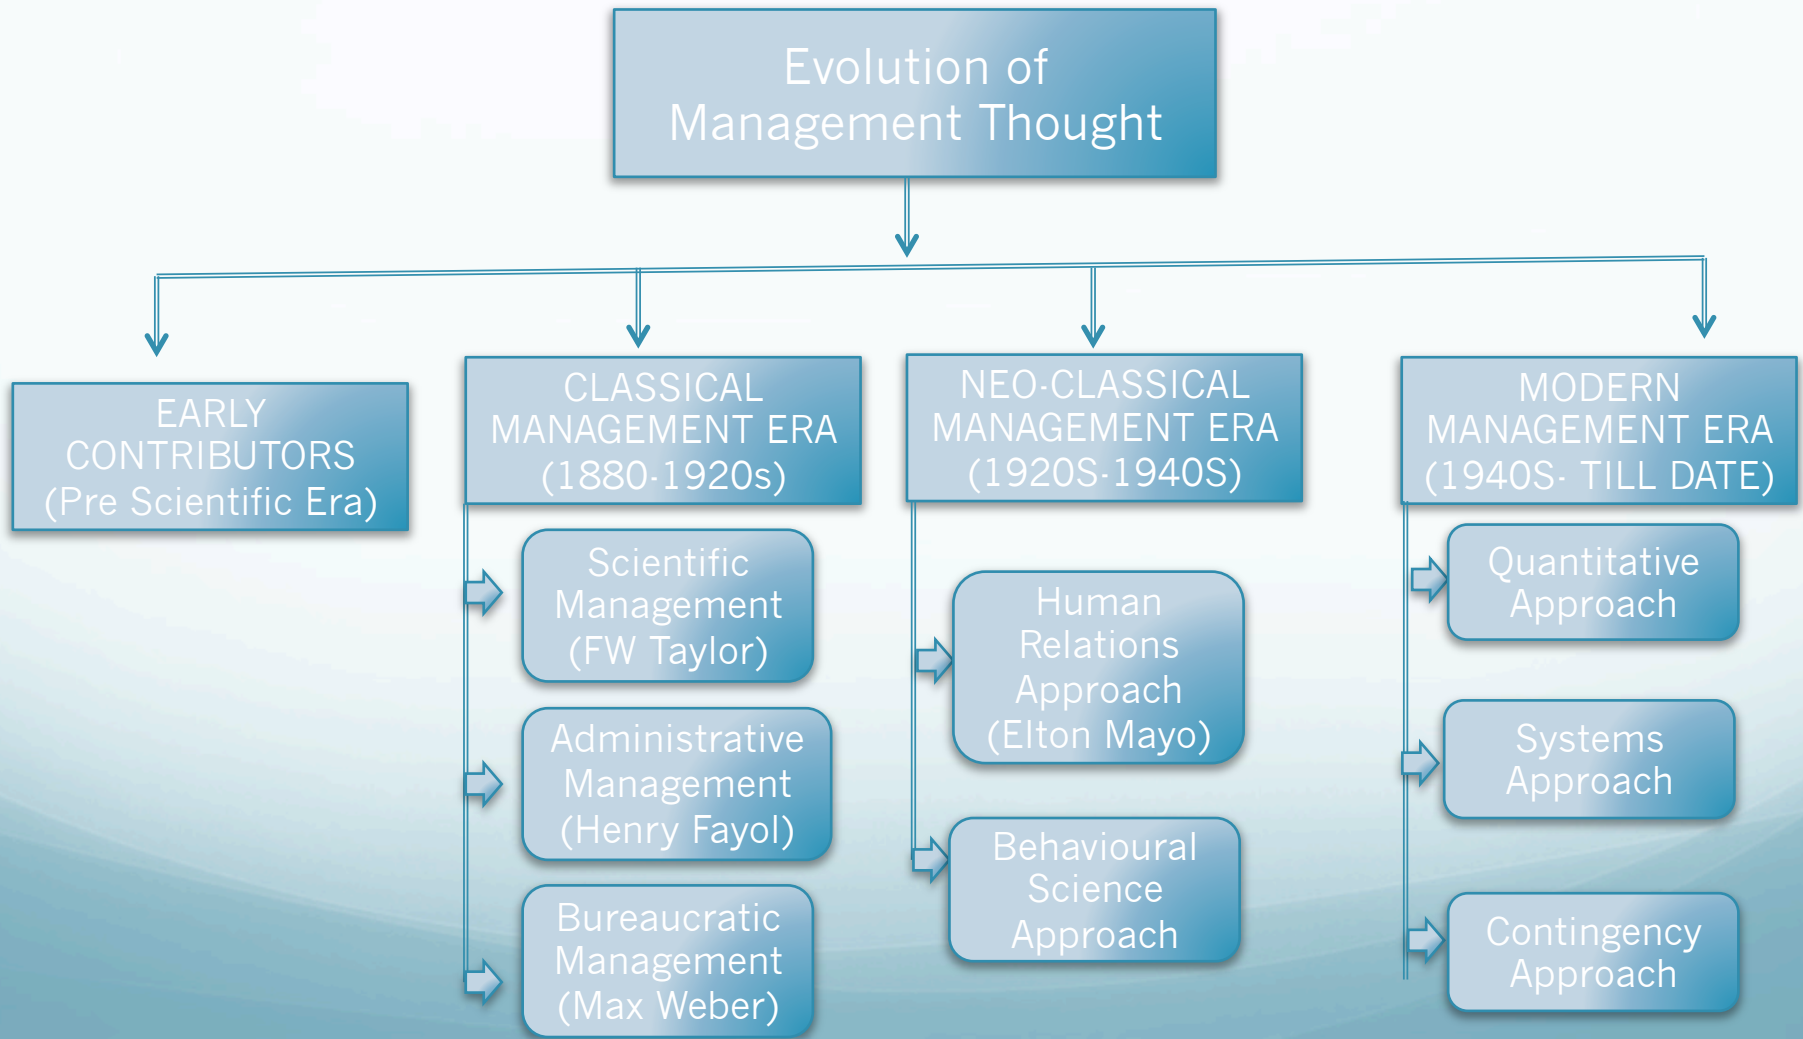 Evolution of
Management Thought
EARLY
CONTRIBUTORS
(Pre Scientific Era)
CLASSICAL
MANAGEMENT ERA
(1880-1920s)
Scientific
Management
(FW Taylor)
Administrative
Management
(Henry Fayol)
Bureaucratic
Management
(Max Weber)
NEO-CLASSICAL
MANAGEMENT ERA
(1920S-1940S)
Human
Relations
Approach
(Elton Mayo)
Behavioural
Science
Approach
MODERN
MANAGEMENT ERA
(1940S- TILL DATE)
Quantitative
Approach
Systems
Approach
Contingency
Approach